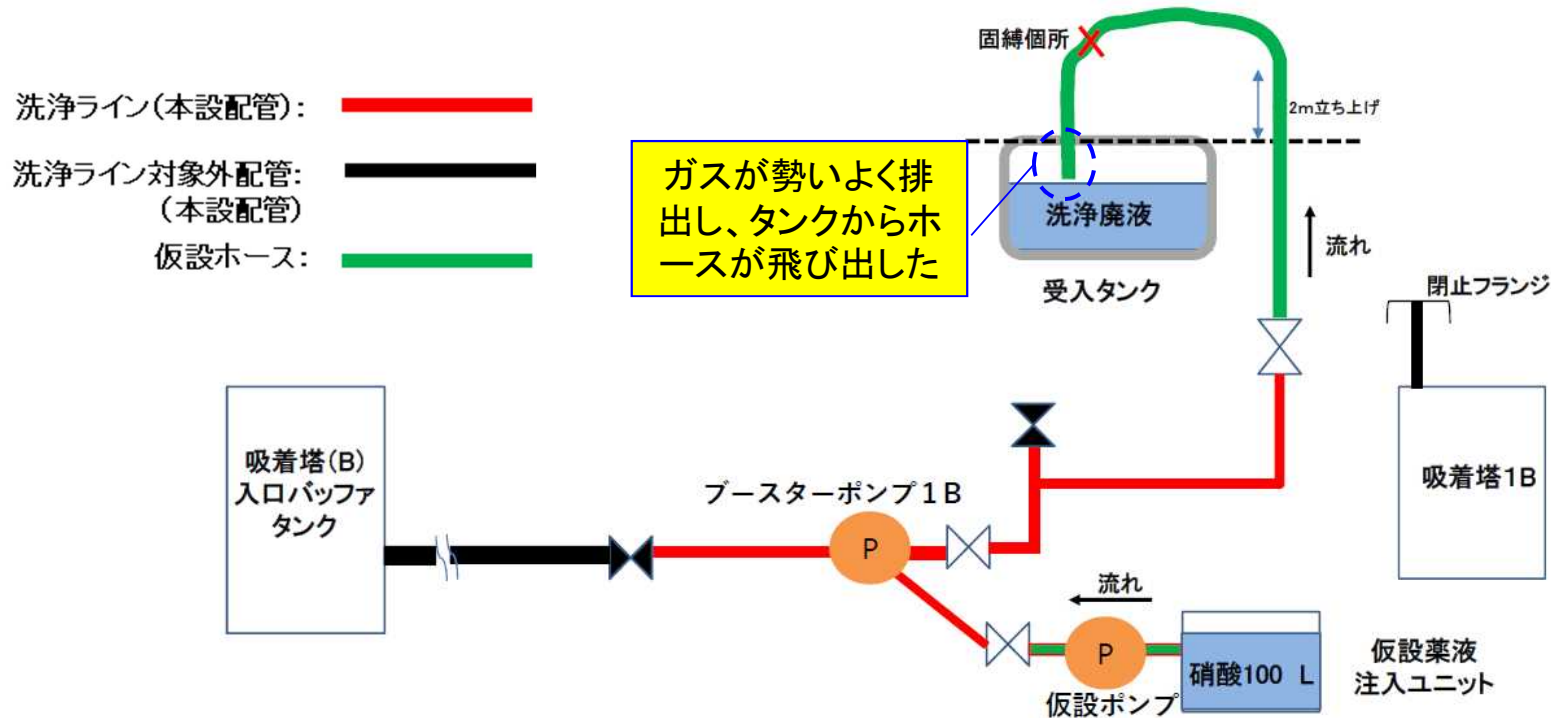 洗浄ライン(本設配管):
洗浄ライン対象外配管:
(本設配管)
仮設ホース:
固縛個所
2m立ち上げ
ガスが勢いよく排
出し、タンクからホ
ースが飛び出した
洗浄廃液
受入タンク
流れ
閉止フランジ
吸着塔(B)
入口バッファ
タンク
ブースターポンプ1B
P
吸着塔1B
流れ
P
仮設ポンプ
硝酸100 L
仮設薬液
注入ユニット